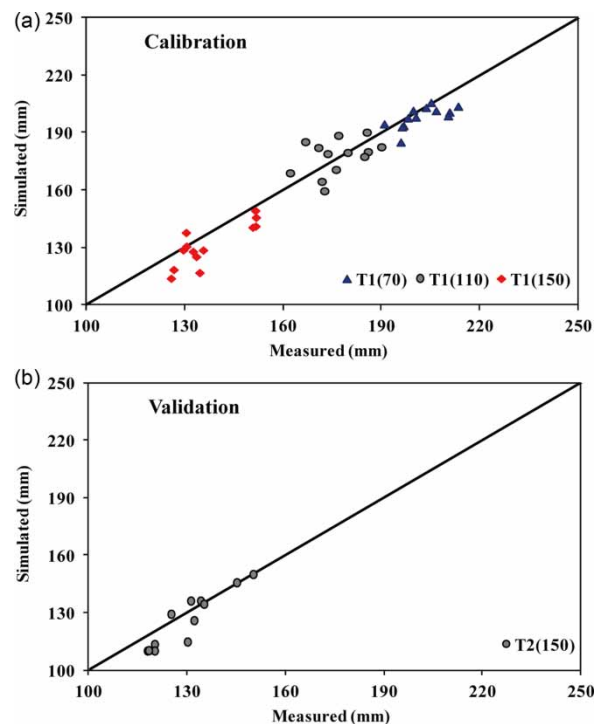 (a)
Calibration
Simulated (mm)
250
220
190
160
130
100
T1(70) T1(110) T1(150)
100 130 160 190 220 250
Measured (mm)
(b)
Validation
Simulated (mm)
250
220
190
160
130
100
T2(150)
100 130 160 190 220 250
Measured (mm)